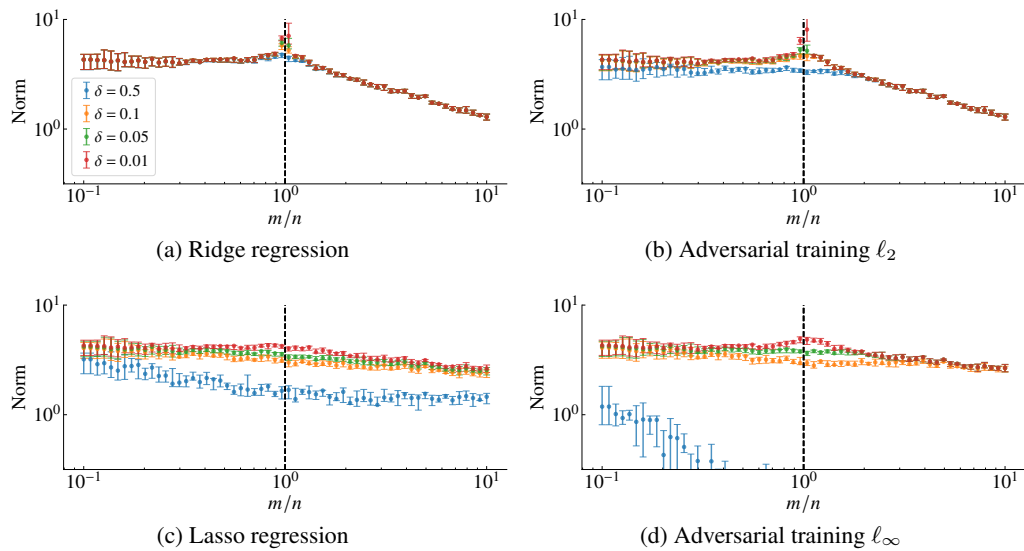 10^1
Norm
10^0
δ = 0.5
δ = 0.1
δ = 0.05
δ = 0.01
10^−1
10^0
10^1
m/n
(a) Ridge regression
10^1
Norm
10^0
10^−1
10^0
10^1
m/n
(b) Adversarial training ℓ_2
10^1
Norm
10^0
10^−1
10^0
10^1
m/n
(c) Lasso regression
10^1
Norm
10^0
10^−1
10^0
10^1
m/n
(d) Adversarial training ℓ_∞